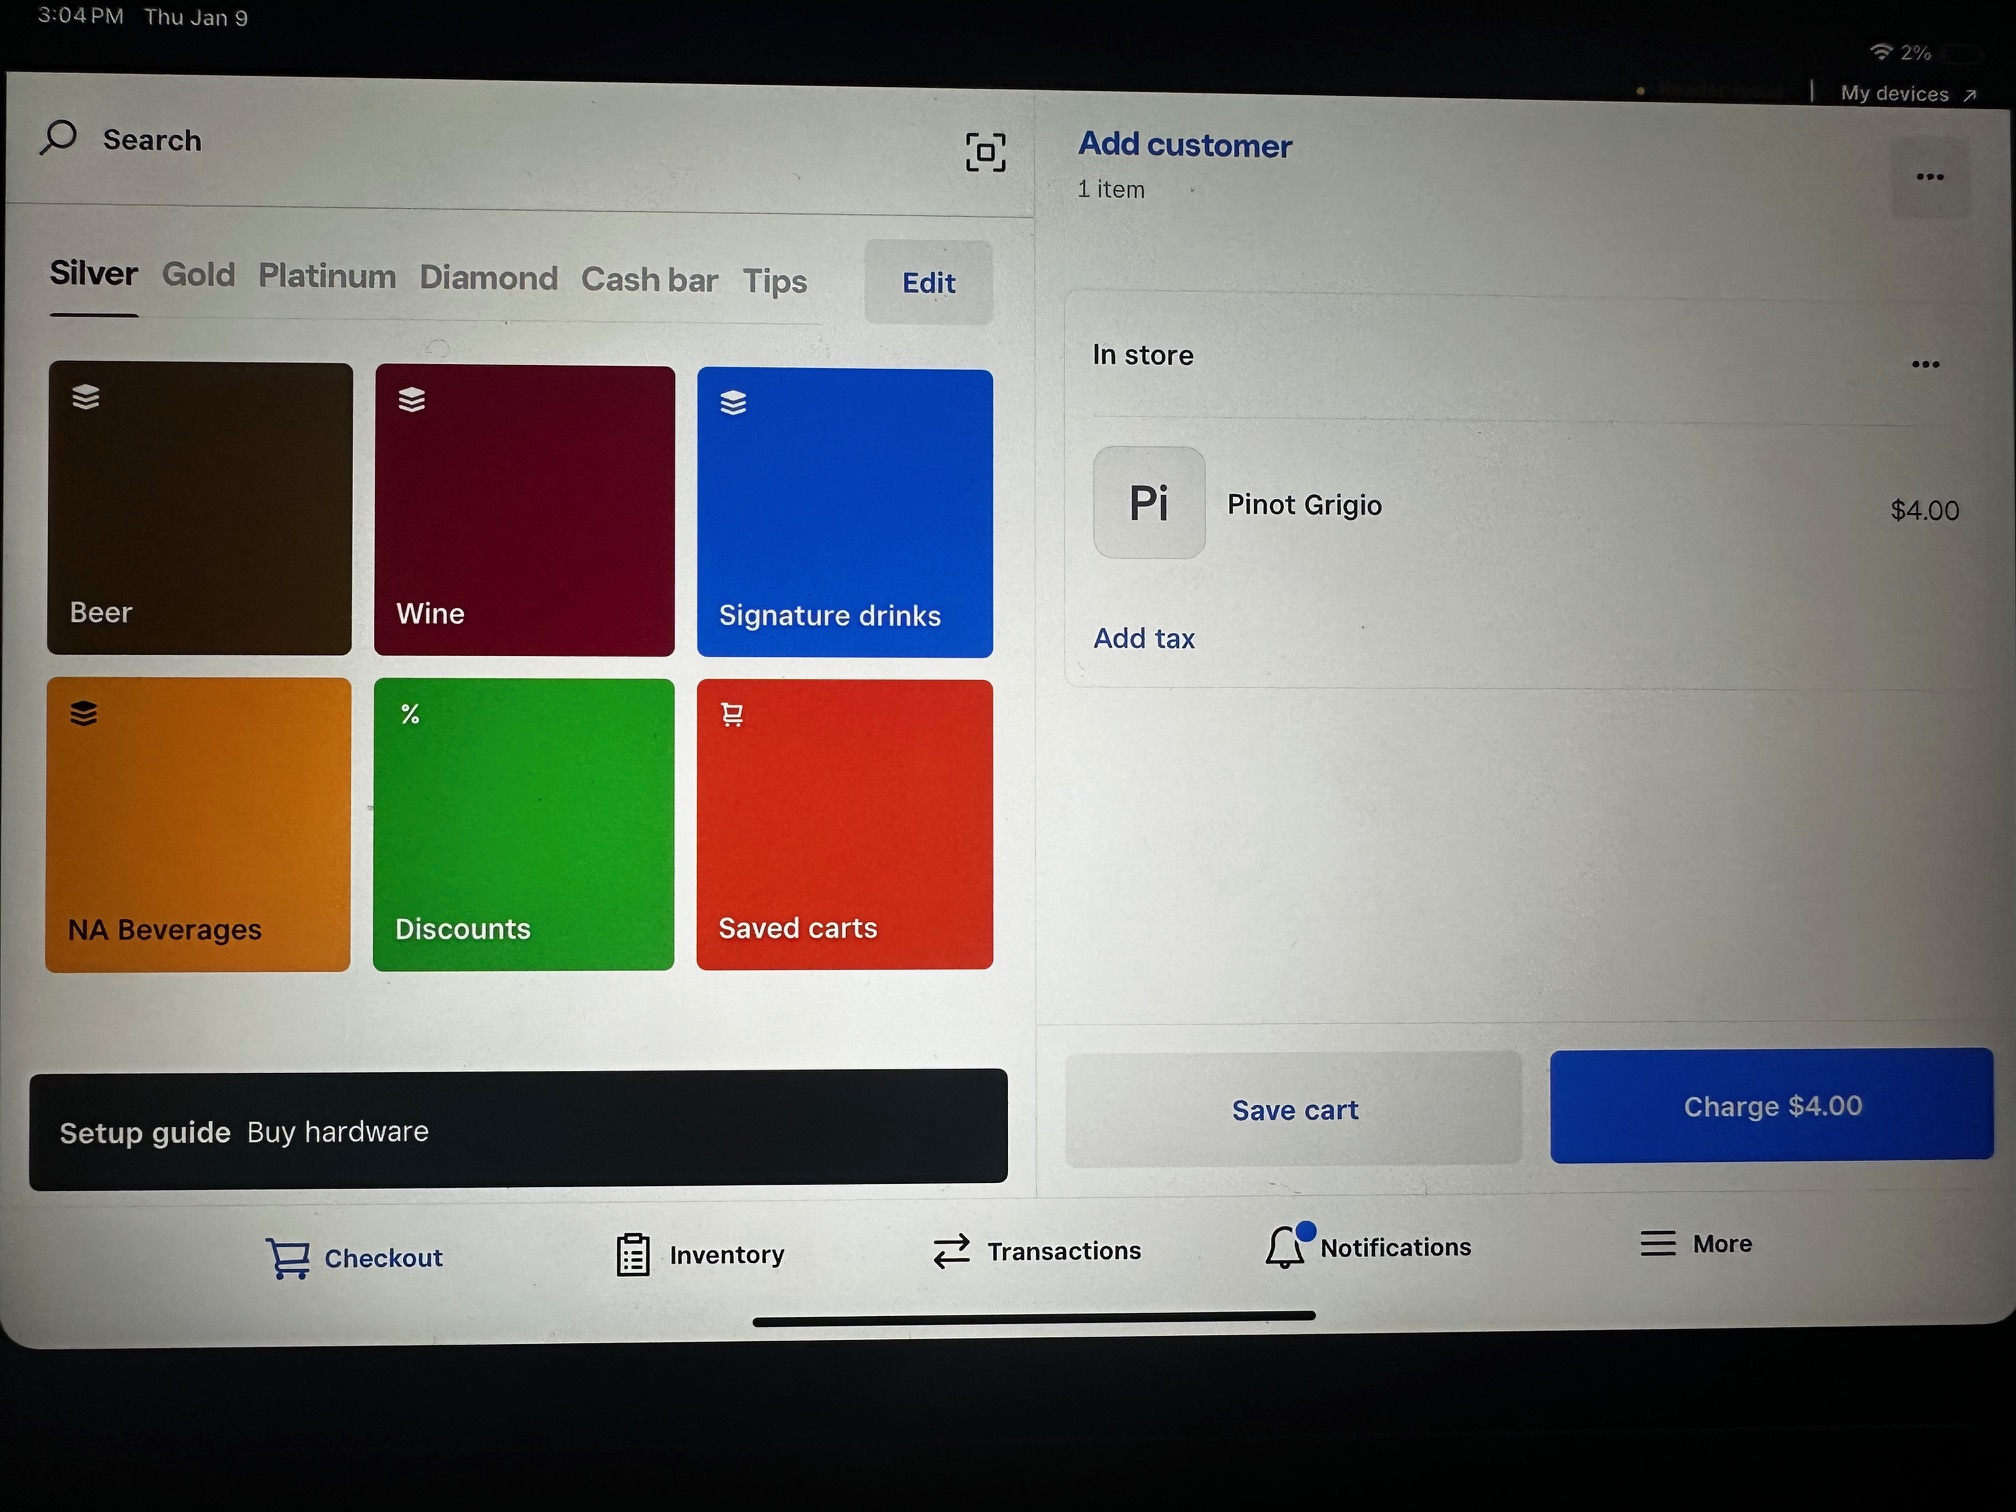 3:04 PM Thu Jan 9
2%
My devices ↗
Search
Silver Gold Platinum Diamond Cash bar Tips
Edit
Beer
Wine
Signature drinks
NA Beverages
%
Discounts
Saved carts
Setup guide Buy hardware
Add customer
1 item
•••
In store
•••
Pi Pinot Grigio $4.00
Add tax
Save cart
Charge $4.00
Checkout
Inventory
Transactions
Notifications
More